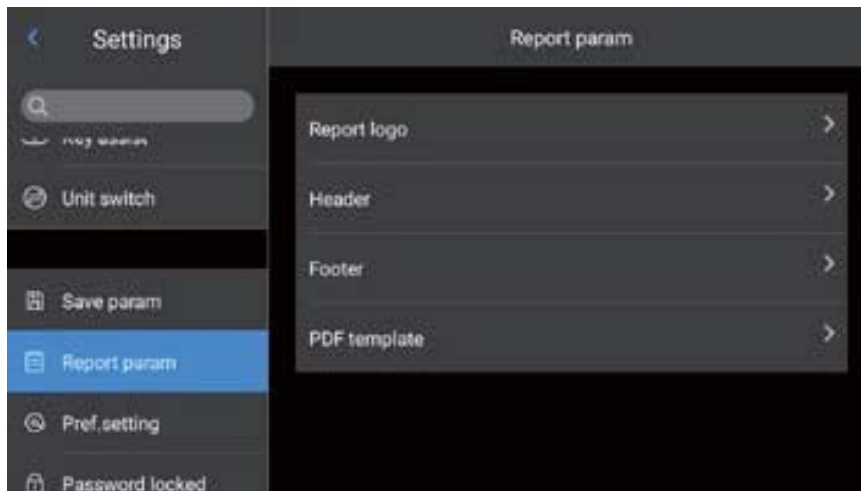 Settings
Unit switch
Save param
Report param
Pref.setting
Password locked
Report param
Report logo
Header
Footer
PDF template